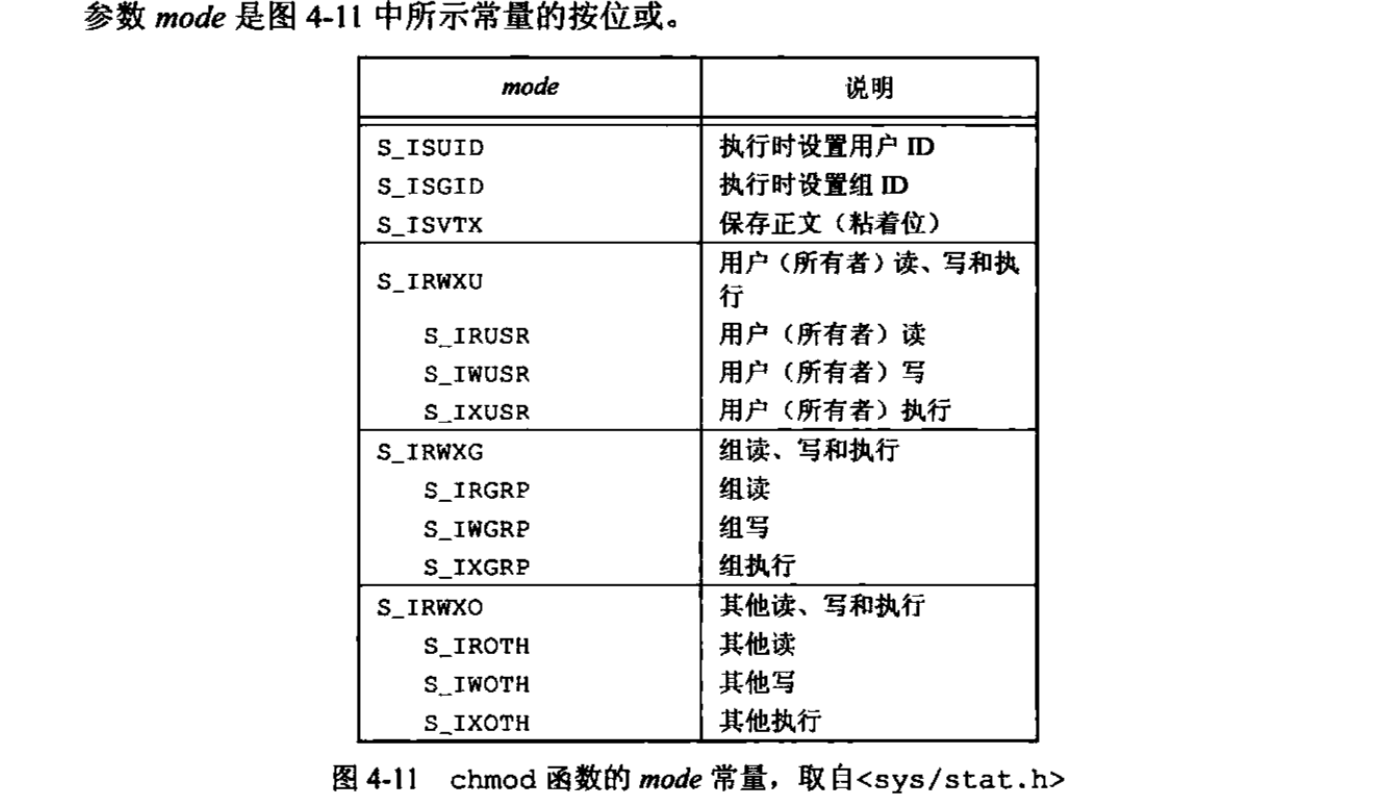 参数 mode 是图 4-11 中所示常量的按位或。
mode 说明
S_ISUID 执行时设置用户 ID
S_ISGID 执行时设置组 ID
S_ISVTX 保存正文（粘着位）
S_IRWXU 用户（所有者）读、写和执
行
S_IRUSR 用户（所有者）读
S_IWUSR 用户（所有者）写
S_IXUSR 用户（所有者）执行
S_IRWXG 组读、写和执行
S_IRGRP 组读
S_IWGRP 组写
S_IXGRP 组执行
S_IRWXO 其他读、写和执行
S_IROTH 其他读
S_IWOTH 其他写
S_IXOTH 其他执行
图 4-11 chmod 函数的 mode 常量，取自<sys/stat.h>